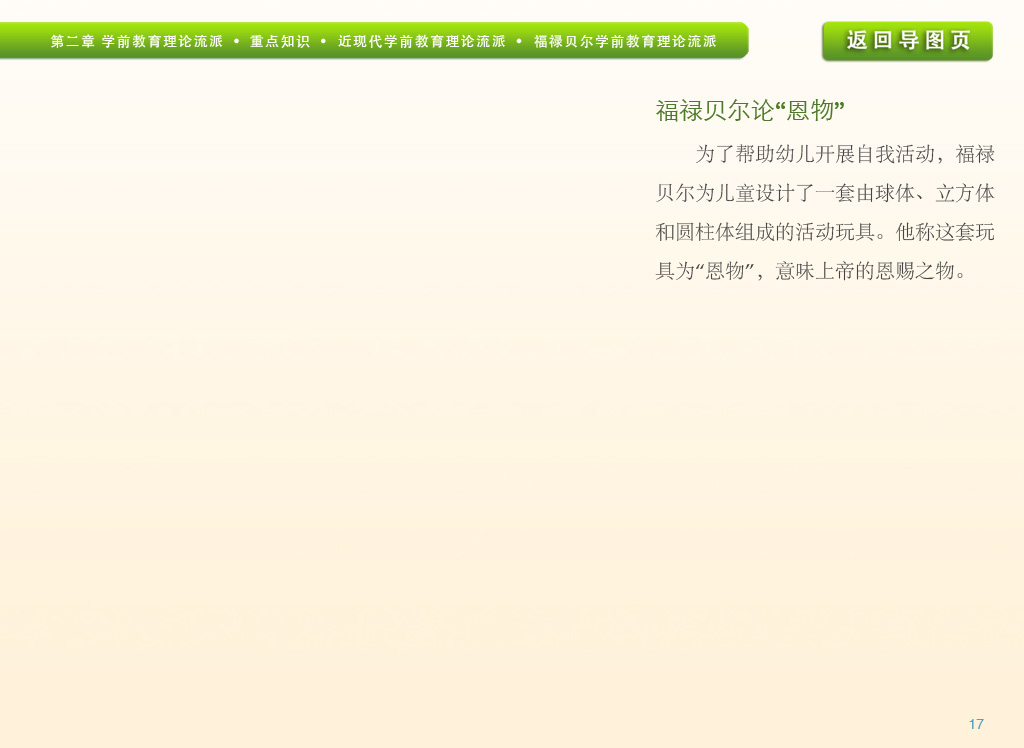 第二章 学前教育理论流派 • 重点知识 • 近现代学前教育理论流派 • 福禄贝尔学前教育理论流派
返回导图页
福禄贝尔论“恩物”
为了帮助幼儿开展自我活动，福禄
贝尔为儿童设计了一套由球体、立方体
和圆柱体组成的活动玩具。他称这套玩
具为“恩物”，意味上帝的恩赐之物。
17